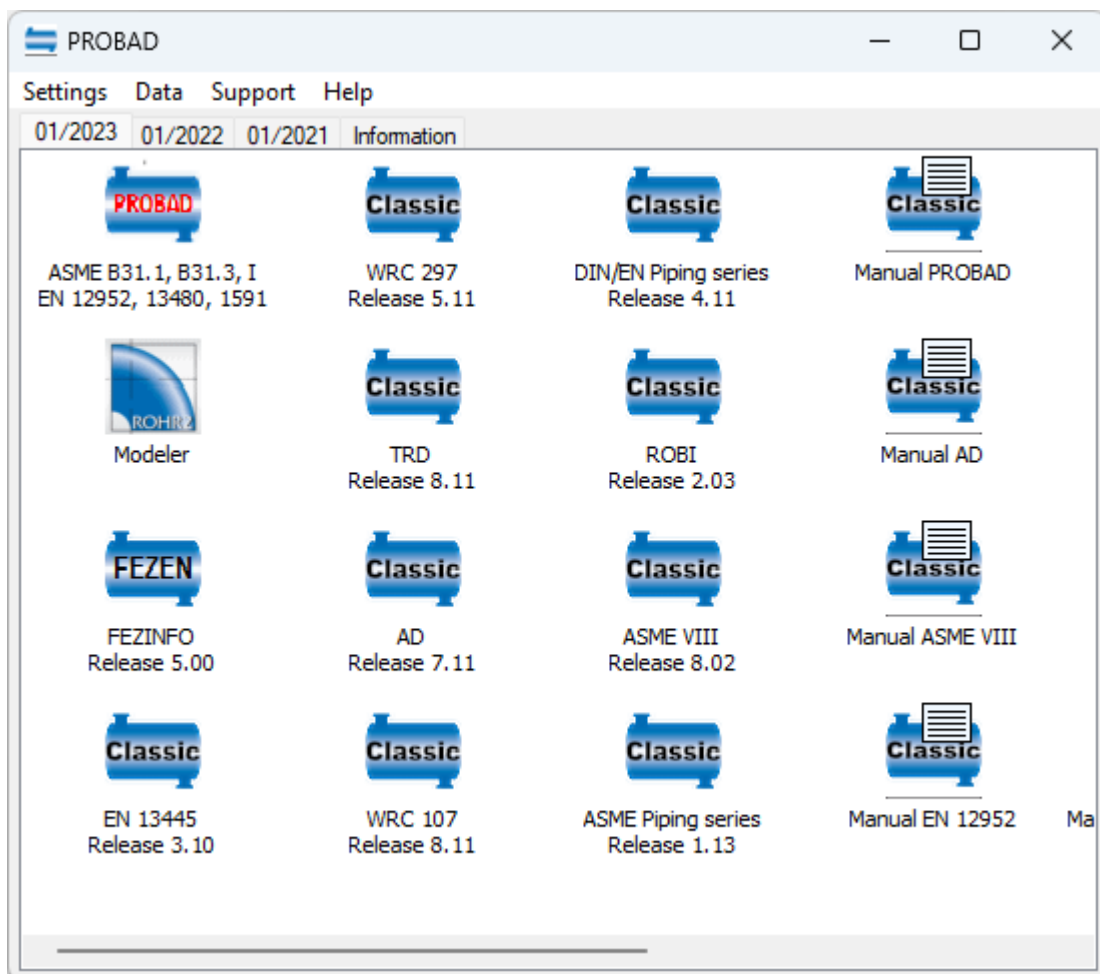 PROBAD
Settings Data Support Help
01/2023 01/2022 01/2021 Information
PROBAD Classic Classic Classic
ASME B31.1, B31.3, I WRC 297 DIN/EN Piping series Manual PROBAD
EN 12952, 13480, 1591 Release 5.11 Release 4.11
ROHR2 Classic Classic Classic
Modeler TRD ROBI Manual AD
Release 8.11 Release 2.03
FEZEN Classic Classic Classic
FEZINFO AD ASME VIII Manual ASME VIII
Release 5.00 Release 7.11 Release 8.02
Classic Classic Classic Classic
EN 13445 WRC 107 ASME Piping series Manual EN 12952 Ma
Release 3.10 Release 8.11 Release 1.13